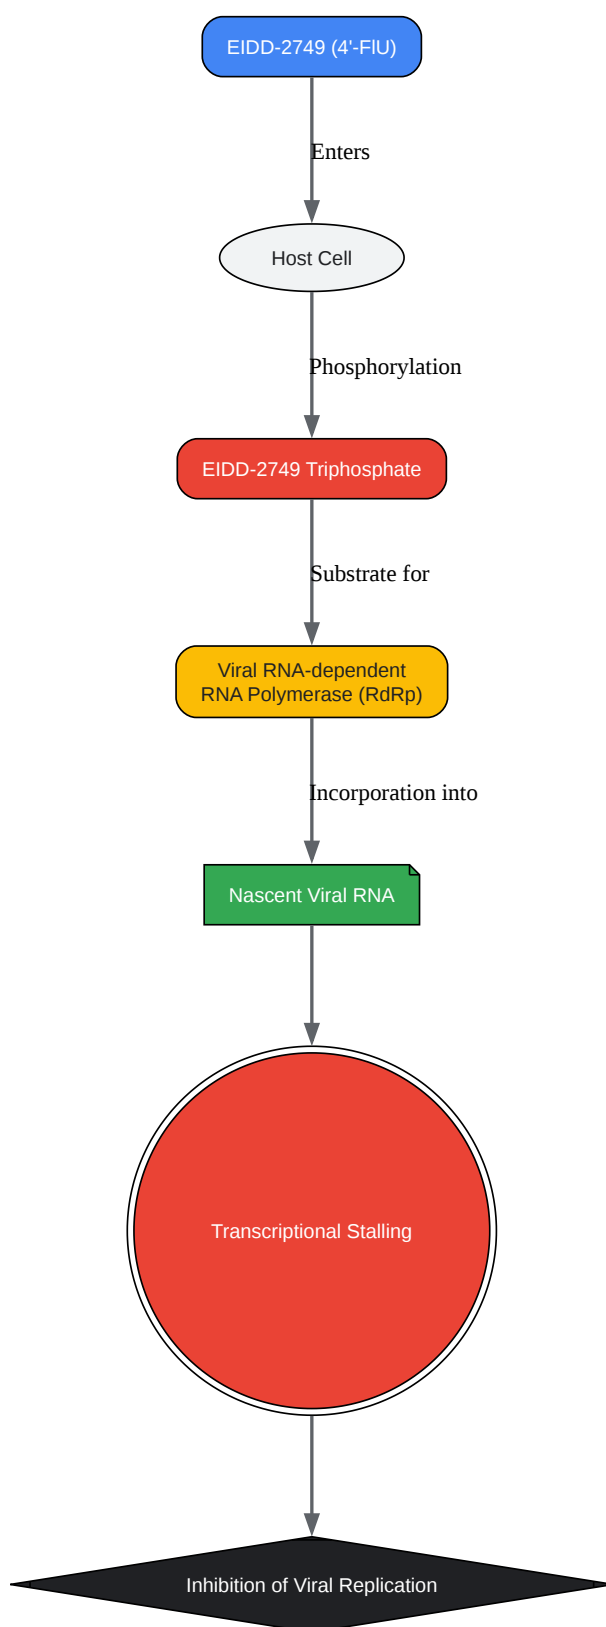 EIDD-2749 (4'-FlU)
Enters
Host Cell
Phosphorylation
EIDD-2749 Triphosphate
Substrate for
Viral RNA-dependent
RNA Polymerase (RdRp)
Incorporation into
Nascent Viral RNA
Transcriptional Stalling
Inhibition of Viral Replication